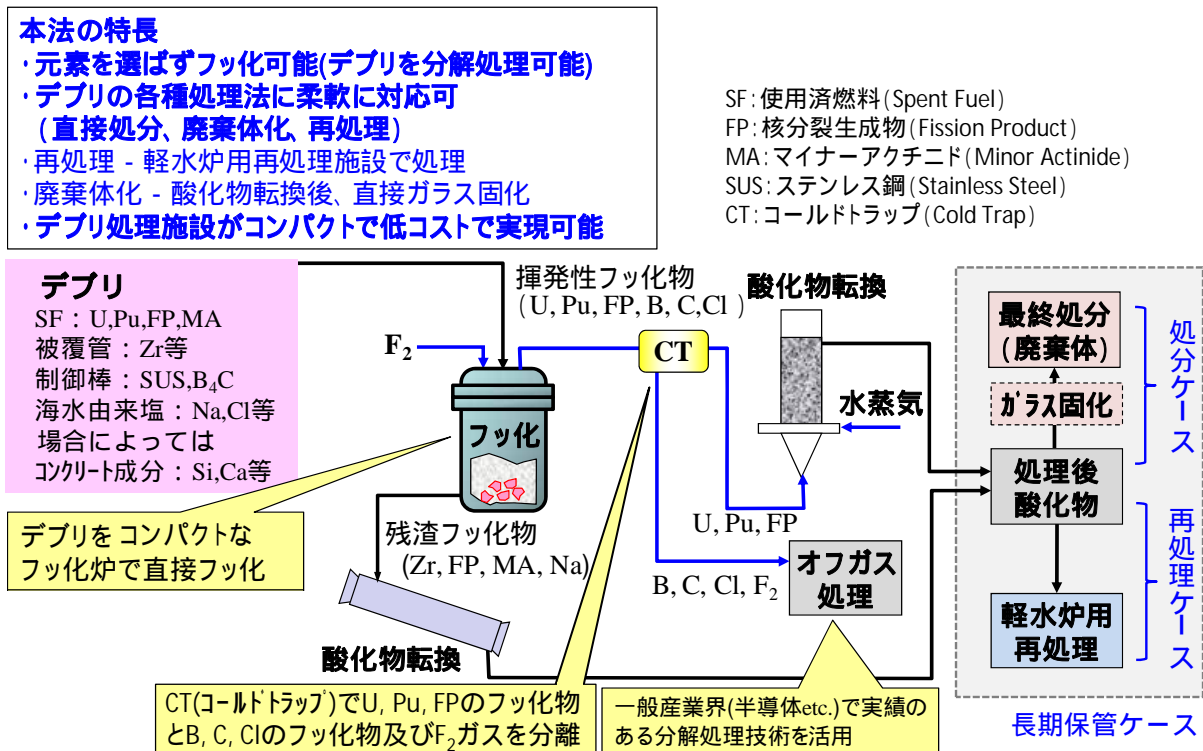 本法の特長
・元素を選ばずフッ化可能(デブリを分解処理可能)
・デブリの各種処理法に柔軟に対応可
(直接処分、廃棄体化、再処理)
・再処理 - 軽水炉用再処理施設で処理
・廃棄体化 - 酸化物転換後、直接ガラス固化
・デブリ処理施設がコンパクトで低コストで実現可能
SF:使用済燃料(Spent Fuel)
FP:核分裂生成物(Fission Product)
MA:マイナーアクチニド(Minor Actinide)
SUS:ステンレス鋼(Stainless Steel)
CT:コールドトラップ(Cold Trap)
デブリ
SF:U,Pu,FP,MA
被覆管:Zr等
制御棒:SUS,B₄C
海水由来塩:Na,Cl等
場合によっては
コンクリート成分:Si,Ca等
F₂
フッ化
揮発性フッ化物
(U, Pu, FP, B, C,Cl )
CT
酸化物転換
水蒸気
U, Pu, FP
B, C, Cl, F₂
オフガス
処理
残渣フッ化物
(Zr, FP, MA, Na)
酸化物転換
デブリをコンパクトな
フッ化炉で直接フッ化
CT(コールドトラップ)でU, Pu, FPのフッ化物
とB, C, Clのフッ化物及びF₂ガスを分離
一般産業界(半導体etc.)で実績の
ある分解処理技術を活用
最終処分
(廃棄体)
ガラス固化
処理後
酸化物
軽水炉用
再処理
処分ケース
再処理ケース
長期保管ケース